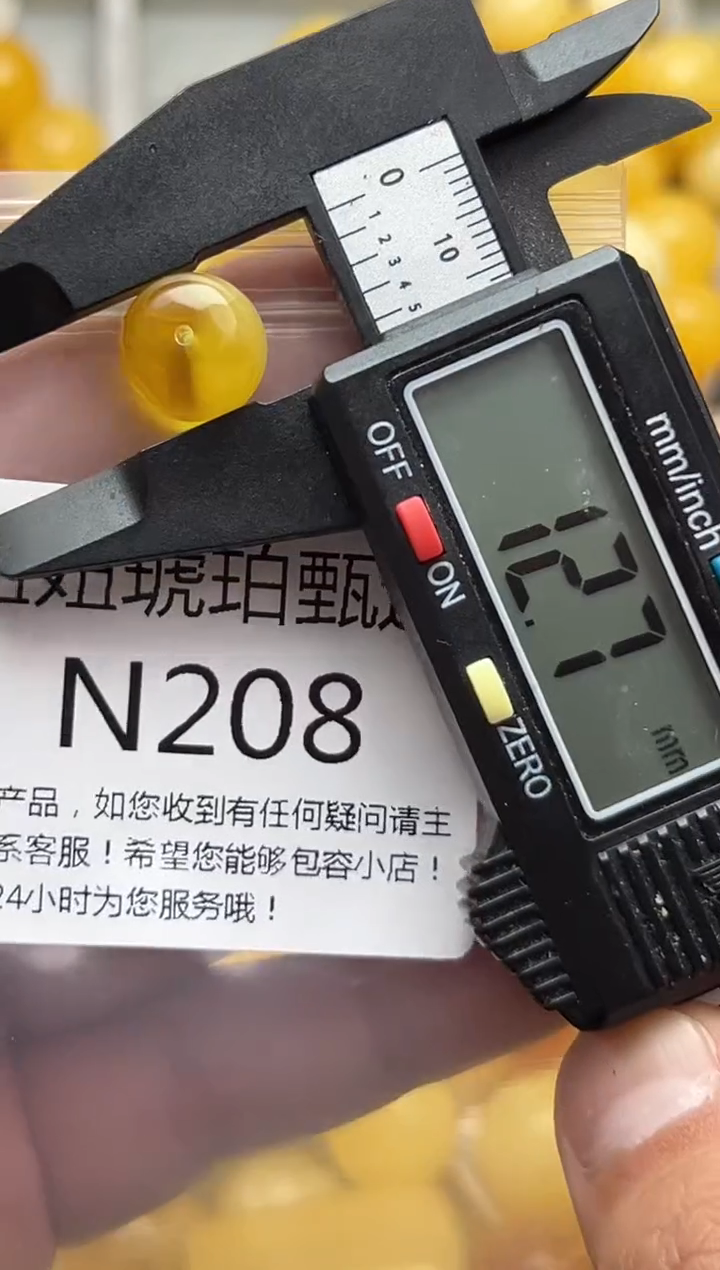 0
1
2
3
4
5
10
OFF
ON
ZERO
mm/inch
12.7
mm
琥珀甄
N208
产品，如您收到有任何疑问请主
系客服！希望您能够包容小店！
24小时为您服务哦！